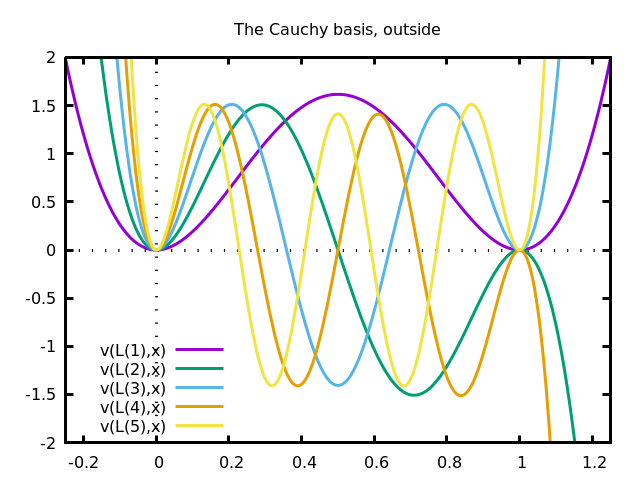 The Cauchy basis, outside
2
1.5
1
0.5
0
-0.5
-1
-1.5
-2
v(L(1),x)
v(L(2),x)
v(L(3),x)
v(L(4),x)
v(L(5),x)
-0.2 0 0.2 0.4 0.6 0.8 1 1.2